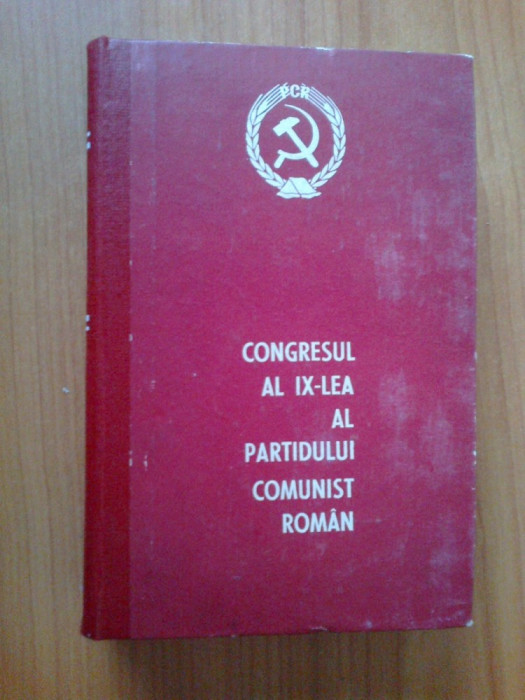 PCR
CONGRESUL
AL IX-LEA
AL
PARTIDULUI
COMUNIST
ROMÂN